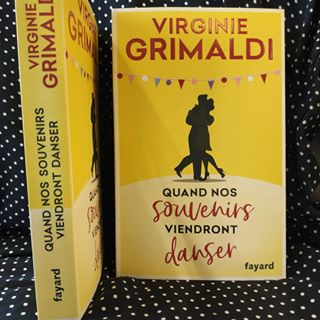 VIRGINIE
GRIMALDI
QUAND NOS SOUVENIRS
VIENDRONT DANSER
fayard
VIRGINIE
GRIMALDI
QUAND NOS
souvenirs
VIENDRONT
danser
fayard